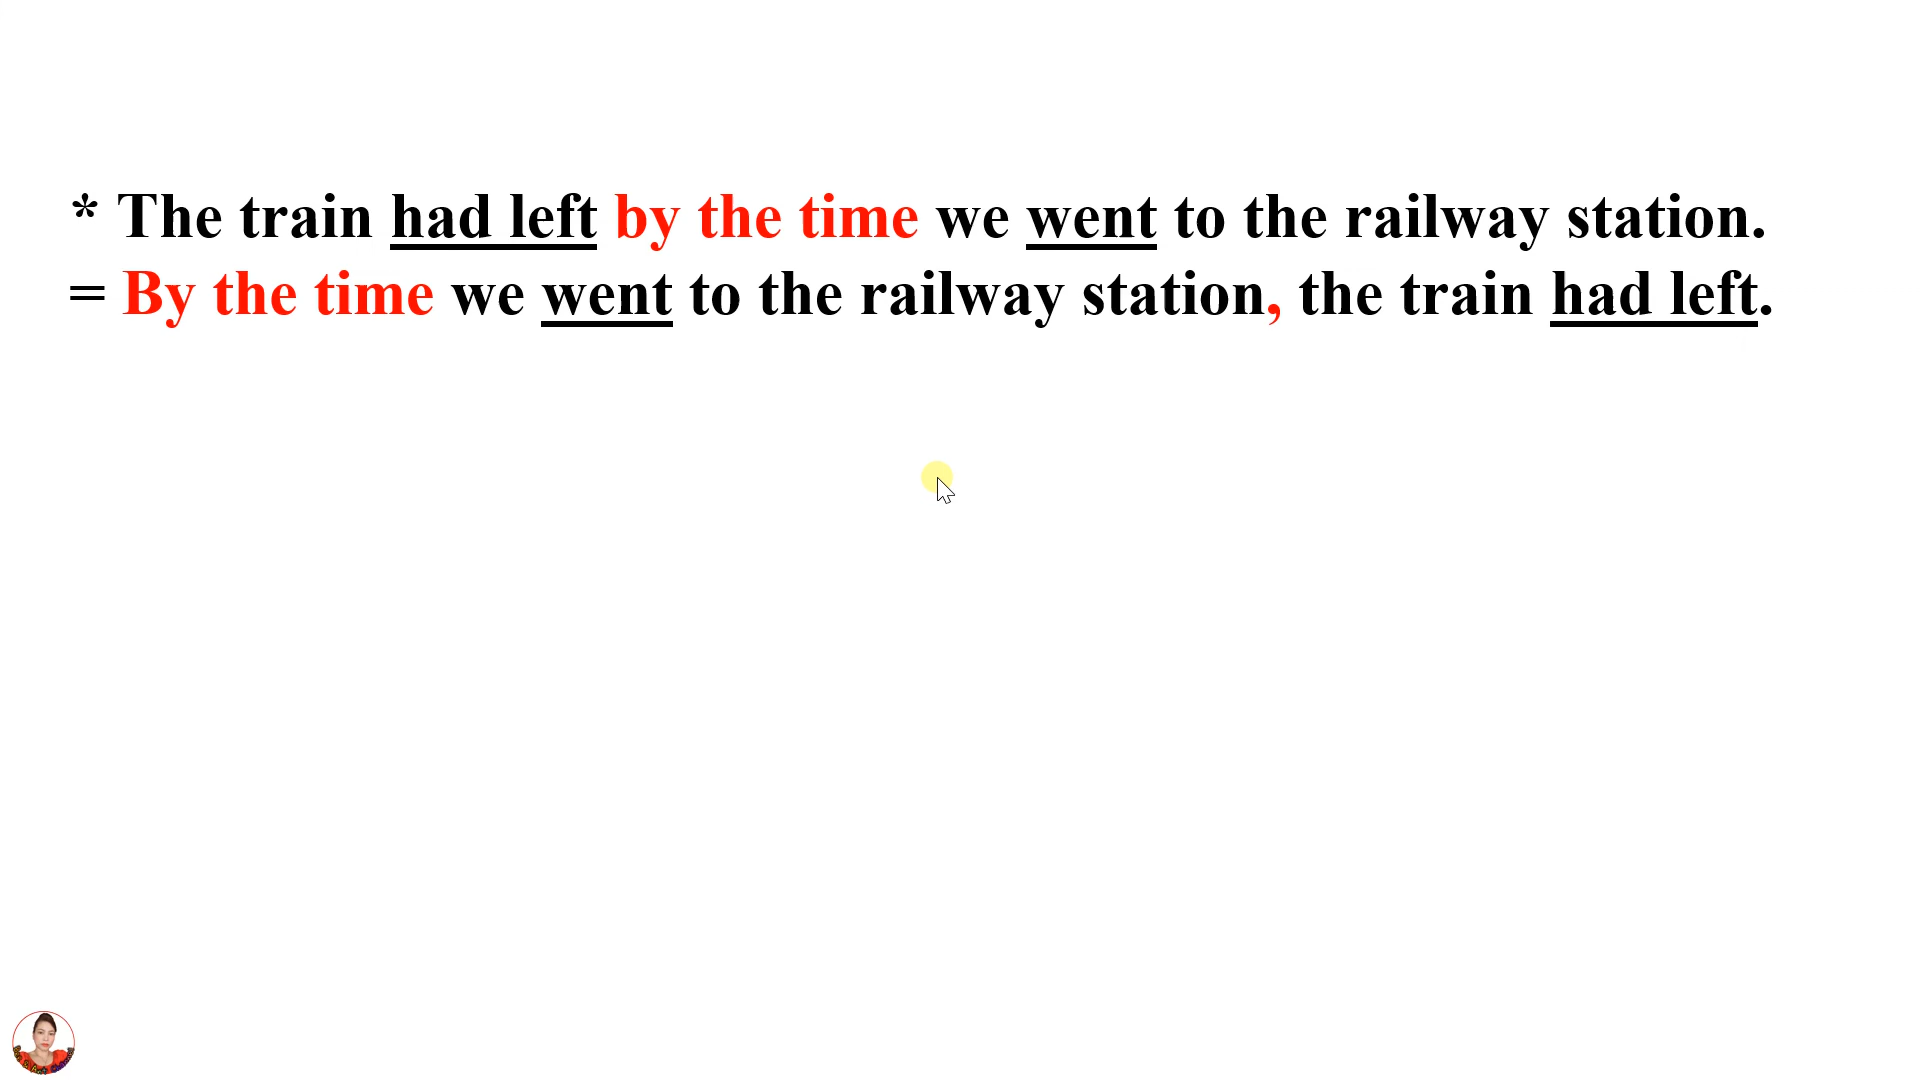 * The train had left by the time we went to the railway station.
= By the time we went to the railway station, the train had left.